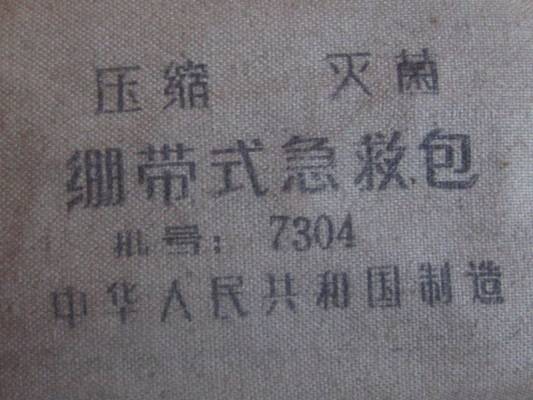 压缩 灭菌
绷带式急救包
批号：7304
中华人民共和国制造